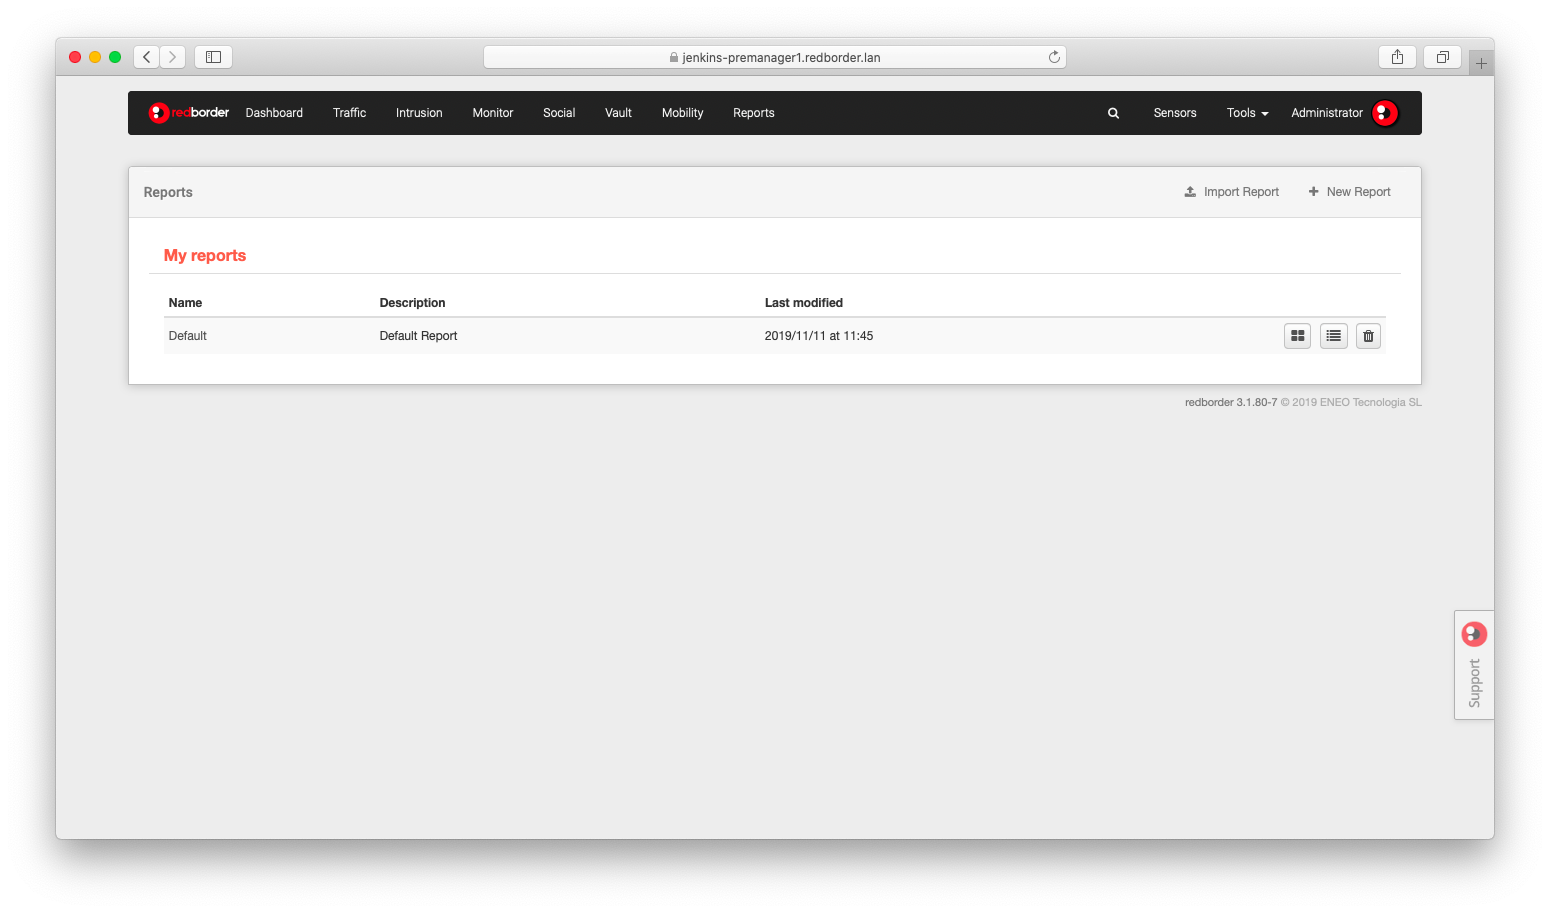 jenkins-premanager1.redborder.lan
redborder Dashboard Traffic Intrusion Monitor Social Vault Mobility Reports Sensors Tools Administrator
Reports Import Report New Report
My reports
Name Description Last modified
Default Default Report 2019/11/11 at 11:45
redborder 3.1.80-7 © 2019 ENEO Tecnologia SL
Support